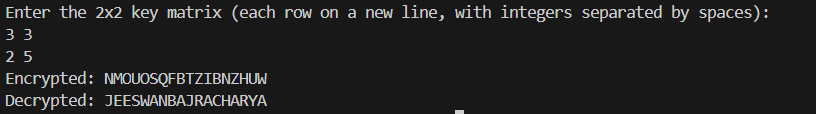 Enter the 2x2 key matrix (each row on a new line, with integers separated by spaces):
3 3
2 5
Encrypted: NMOUOSQFBTZIBNZHUW
Decrypted: JEESWANBAJRACHARYA